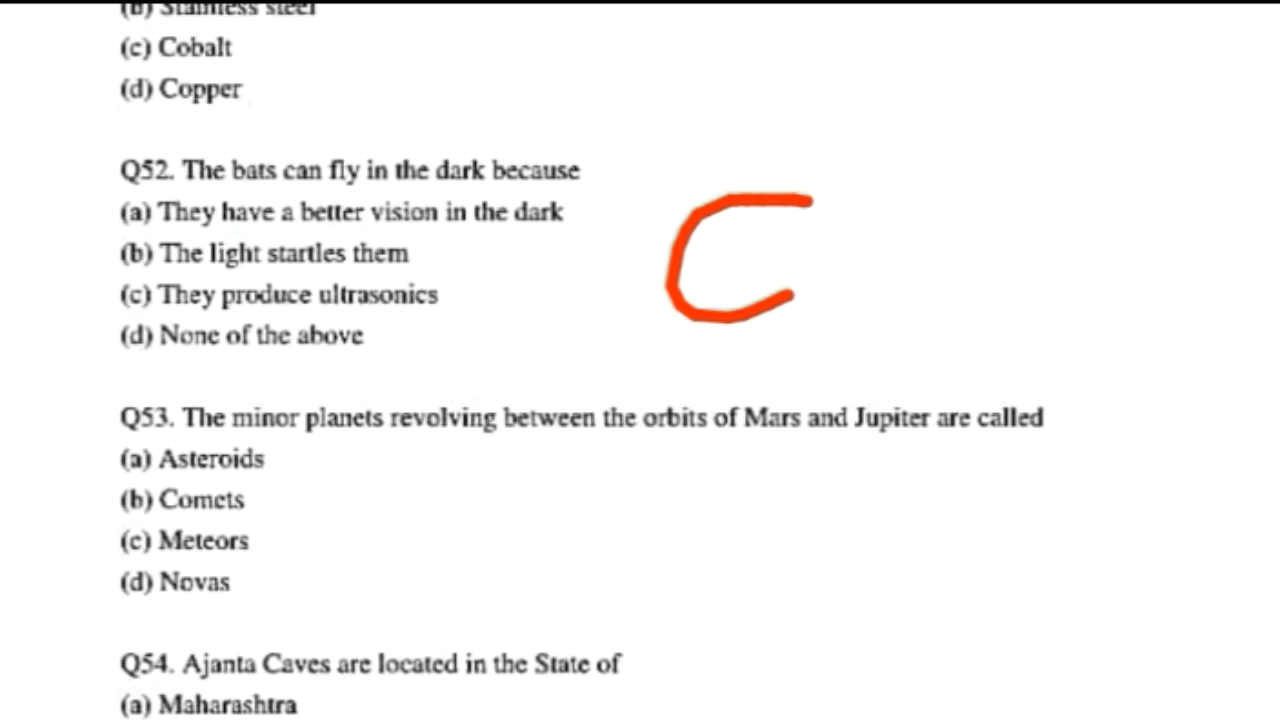 (b) Stainless steel
(c) Cobalt
(d) Copper
Q52. The bats can fly in the dark because
(a) They have a better vision in the dark
(b) The light startles them
(c) They produce ultrasonics
(d) None of the above
C
Q53. The minor planets revolving between the orbits of Mars and Jupiter are called
(a) Asteroids
(b) Comets
(c) Meteors
(d) Novas
Q54. Ajanta Caves are located in the State of
(a) Maharashtra